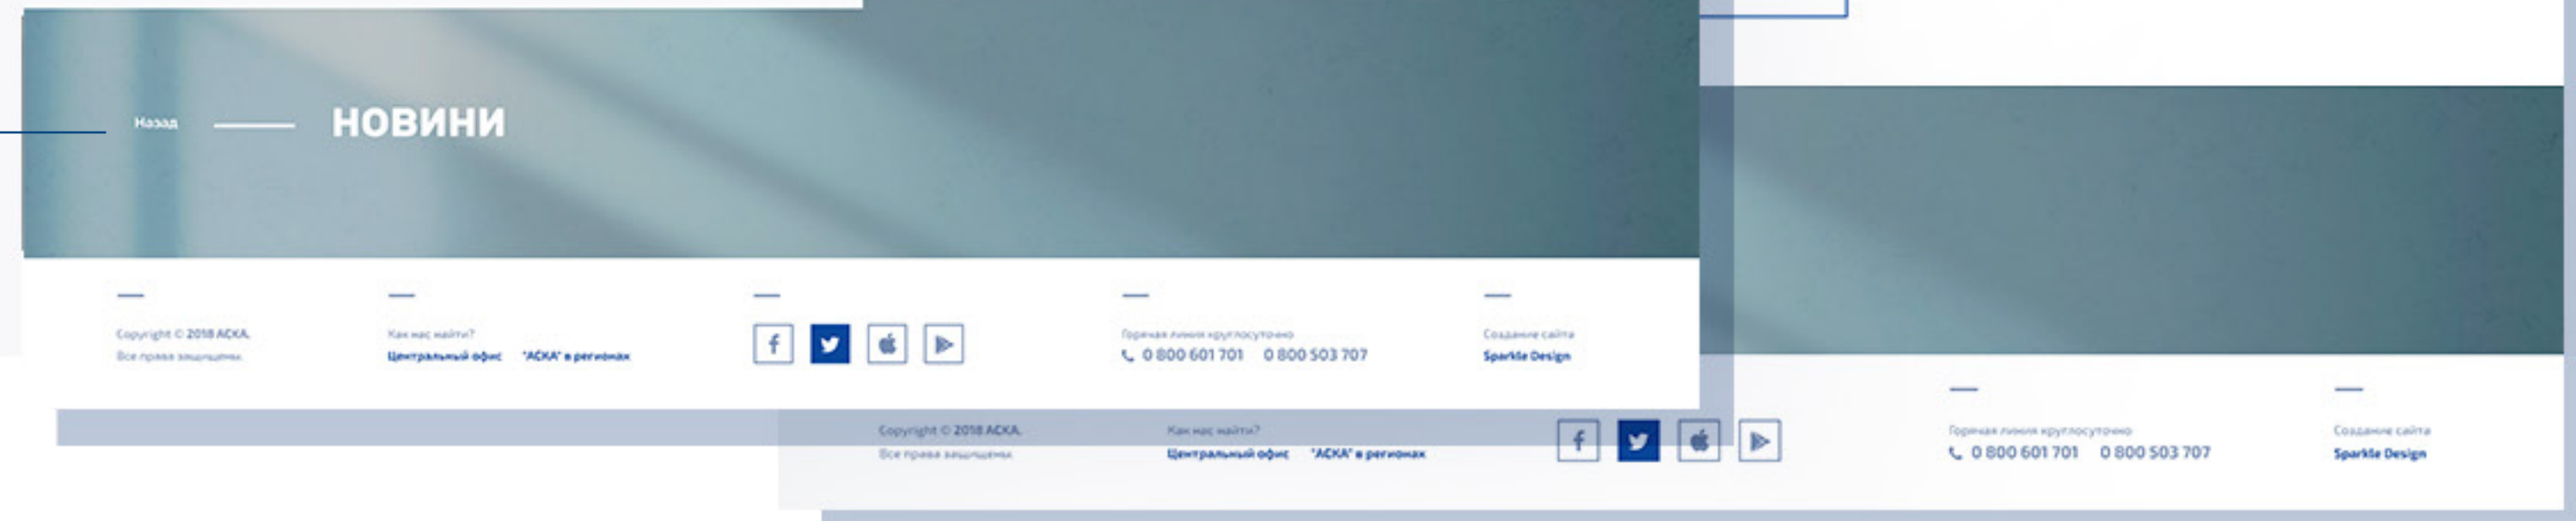 Назад
НОВИНИ
Copyright © 2018 АСКА.
Все права защищены.
Как нас найти?
Центральный офис "АСКА" в регионах
Горячая линия круглосуточно
0 800 601 701 0 800 503 707
Создание сайта
Sparkle Design
Copyright © 2018 АСКА.
Все права защищены.
Как нас найти?
Центральный офис "АСКА" в регионах
Горячая линия круглосуточно
0 800 601 701 0 800 503 707
Создание сайта
Sparkle Design